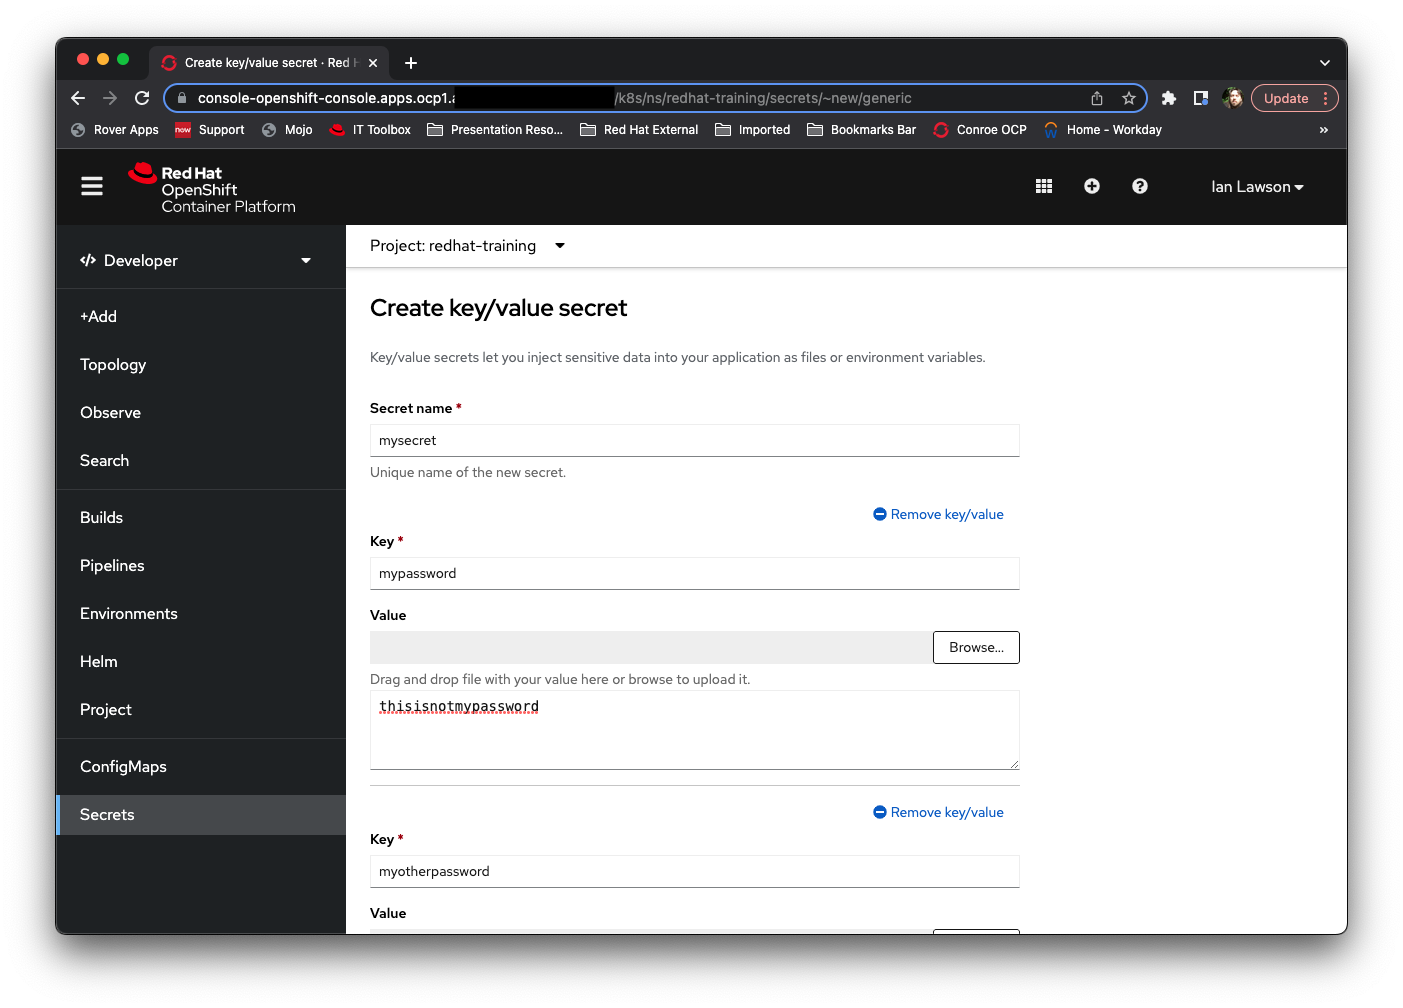 Create key/value secret · Red H
console-openshift-console.apps.ocp1. /k8s/ns/redhat-training/secrets/~new/generic
Update
Rover Apps
new Support
Mojo
IT Toolbox
Presentation Reso...
Red Hat External
Imported
Bookmarks Bar
Conroe OCP
Home - Workday
»
Red Hat
OpenShift
Container Platform
Ian Lawson
Developer
+Add
Topology
Observe
Search
Builds
Pipelines
Environments
Helm
Project
ConfigMaps
Secrets
Project: redhat-training
Create key/value secret
Key/value secrets let you inject sensitive data into your application as files or environment variables.
Secret name *
mysecret
Unique name of the new secret.
Remove key/value
Key *
mypassword
Value
Browse...
Drag and drop file with your value here or browse to upload it.
thisisnotmypassword
Remove key/value
Key *
myotherpassword
Value